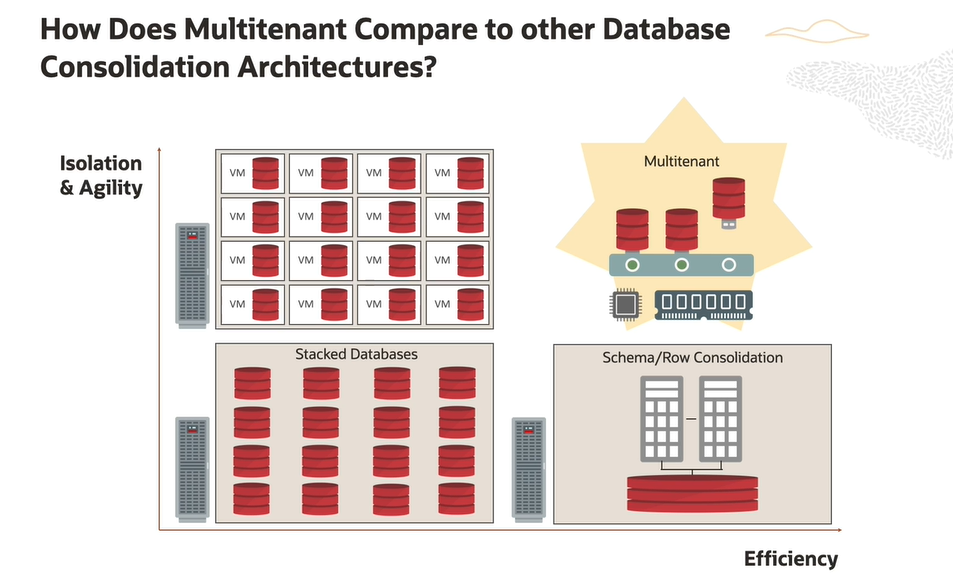 How Does Multitenant Compare to other Database
Consolidation Architectures?
Isolation
& Agility
VM VM VM VM
VM VM VM VM
VM VM VM VM
VM VM VM VM
Multitenant
Stacked Databases
Schema/Row Consolidation
Efficiency